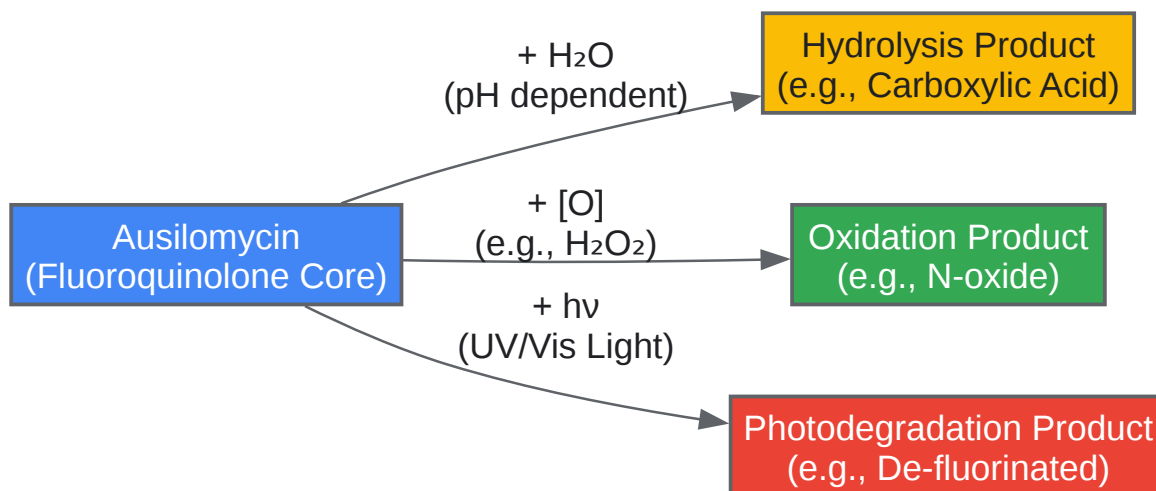 + H₂O
(pH dependent)
Hydrolysis Product
(e.g., Carboxylic Acid)
Ausilomycin
(Fluoroquinolone Core)
+ [O]
(e.g., H₂O₂)
Oxidation Product
(e.g., N-oxide)
+ hν
(UV/Vis Light)
Photodegradation Product
(e.g., De-fluorinated)